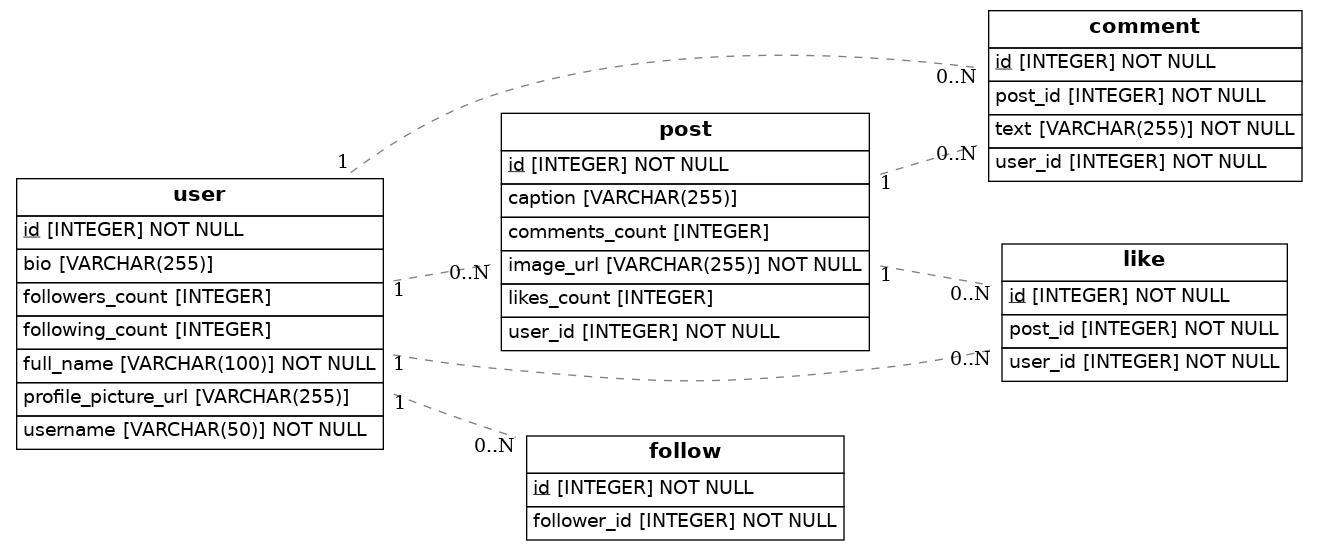 user
id [INTEGER] NOT NULL
bio [VARCHAR(255)]
followers_count [INTEGER]
following_count [INTEGER]
full_name [VARCHAR(100)] NOT NULL
profile_picture_url [VARCHAR(255)]
username [VARCHAR(50)] NOT NULL
1
0..N
1
0..N
1
0..N
1
0..N
post
id [INTEGER] NOT NULL
caption [VARCHAR(255)]
comments_count [INTEGER]
image_url [VARCHAR(255)] NOT NULL
likes_count [INTEGER]
user_id [INTEGER] NOT NULL
1
0..N
1
0..N
follow
id [INTEGER] NOT NULL
follower_id [INTEGER] NOT NULL
comment
id [INTEGER] NOT NULL
post_id [INTEGER] NOT NULL
text [VARCHAR(255)] NOT NULL
user_id [INTEGER] NOT NULL
like
id [INTEGER] NOT NULL
post_id [INTEGER] NOT NULL
user_id [INTEGER] NOT NULL